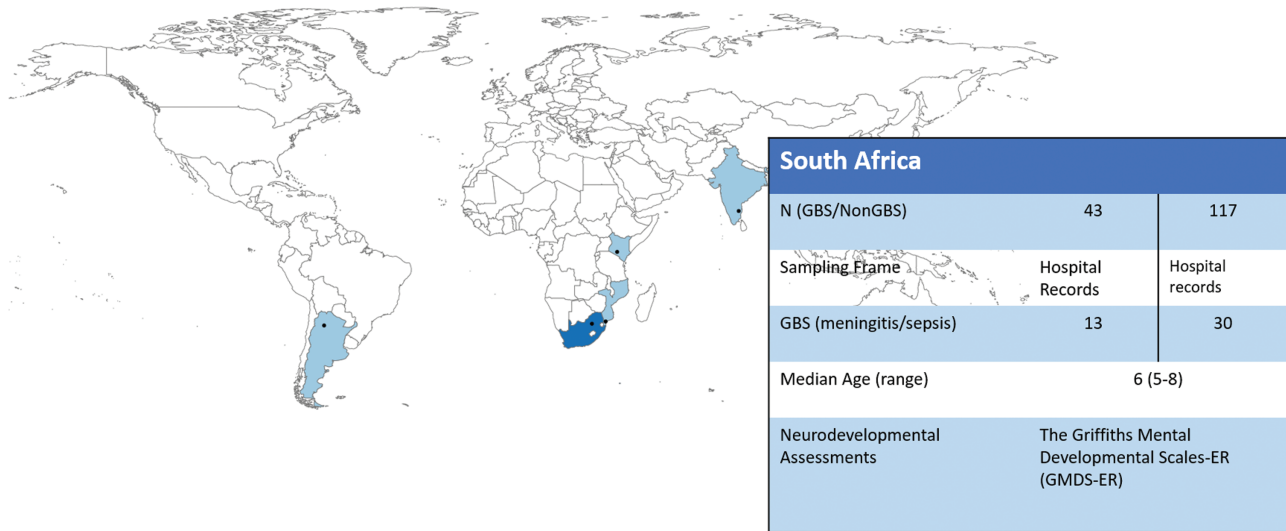 South Africa
N (GBS/NonGBS) 43 117
Sampling Frame Hospital Hospital
Records records
GBS (meningitis/sepsis) 13 30
Median Age (range) 6 (5-8)
Neurodevelopmental The Griffiths Mental
Assessments Developmental Scales-ER
(GMDS-ER)